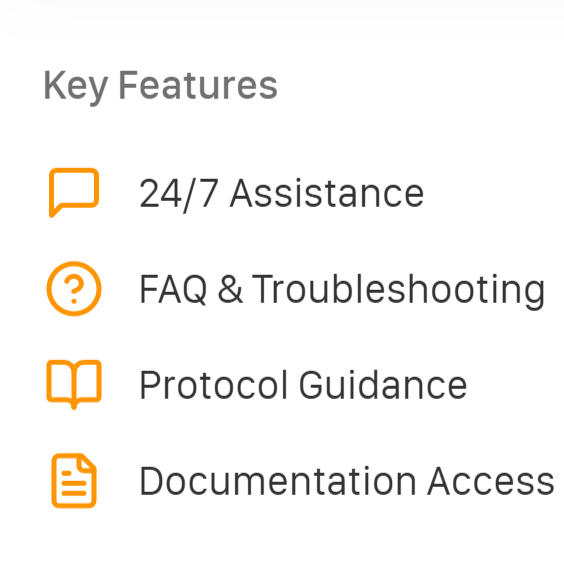 Key Features
24/7 Assistance
FAQ & Troubleshooting
Protocol Guidance
Documentation Access